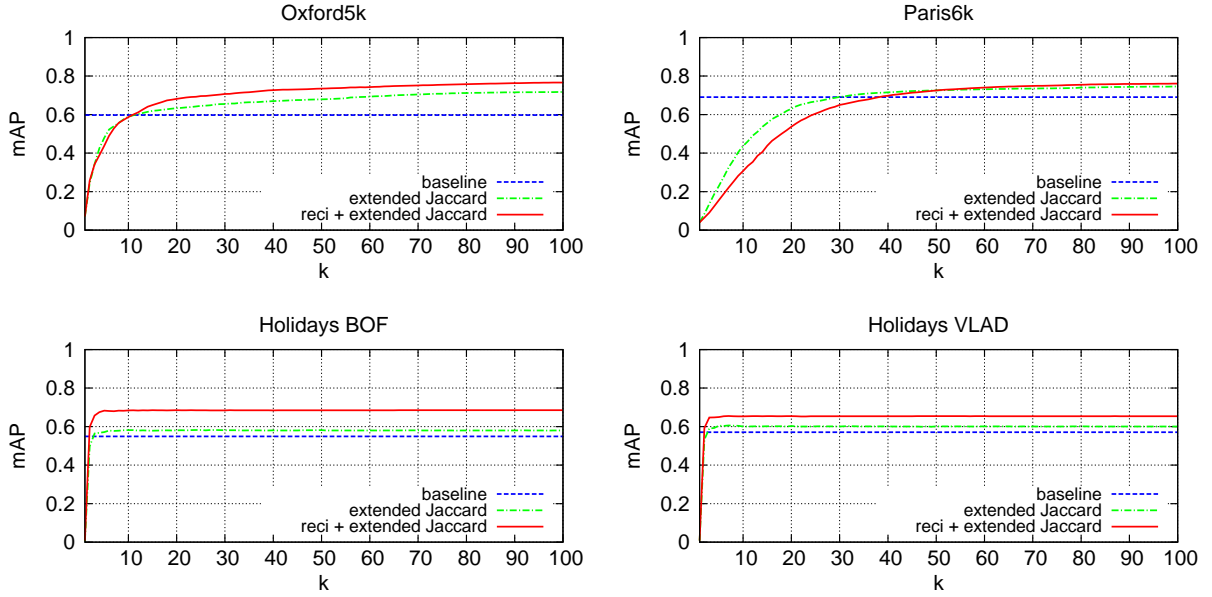 Oxford5k
1
0.8
0.6
0.4
0.2
0
mAP
baseline
extended Jaccard
reci + extended Jaccard
10 20 30 40 50 60 70 80 90 100
k
Paris6k
1
0.8
0.6
0.4
0.2
0
mAP
baseline
extended Jaccard
reci + extended Jaccard
10 20 30 40 50 60 70 80 90 100
k
Holidays BOF
1
0.8
0.6
0.4
0.2
0
mAP
baseline
extended Jaccard
reci + extended Jaccard
10 20 30 40 50 60 70 80 90 100
k
Holidays VLAD
1
0.8
0.6
0.4
0.2
0
mAP
baseline
extended Jaccard
reci + extended Jaccard
10 20 30 40 50 60 70 80 90 100
k